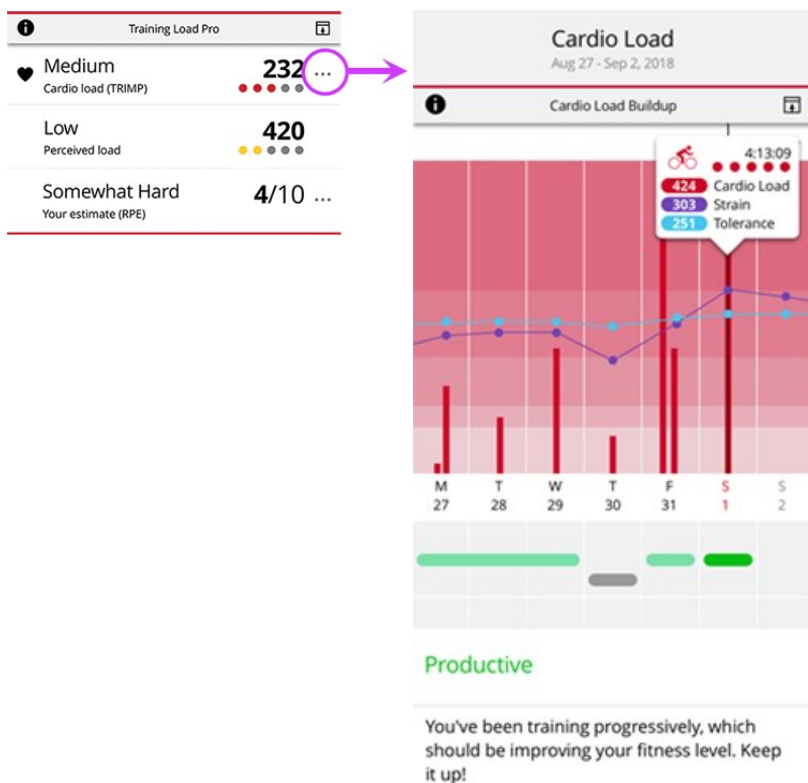 Training Load Pro
Medium 232 ...
Cardio load (TRIMP)
Low 420
Perceived load
Somewhat Hard 4/10 ...
Your estimate (RPE)
Cardio Load
Aug 27 - Sep 2, 2018
Cardio Load Buildup
4:13:09
424 Cardio Load
303 Strain
251 Tolerance
M T W T F S S
27 28 29 30 31 1 2
Productive
You've been training progressively, which
should be improving your fitness level. Keep
it up!